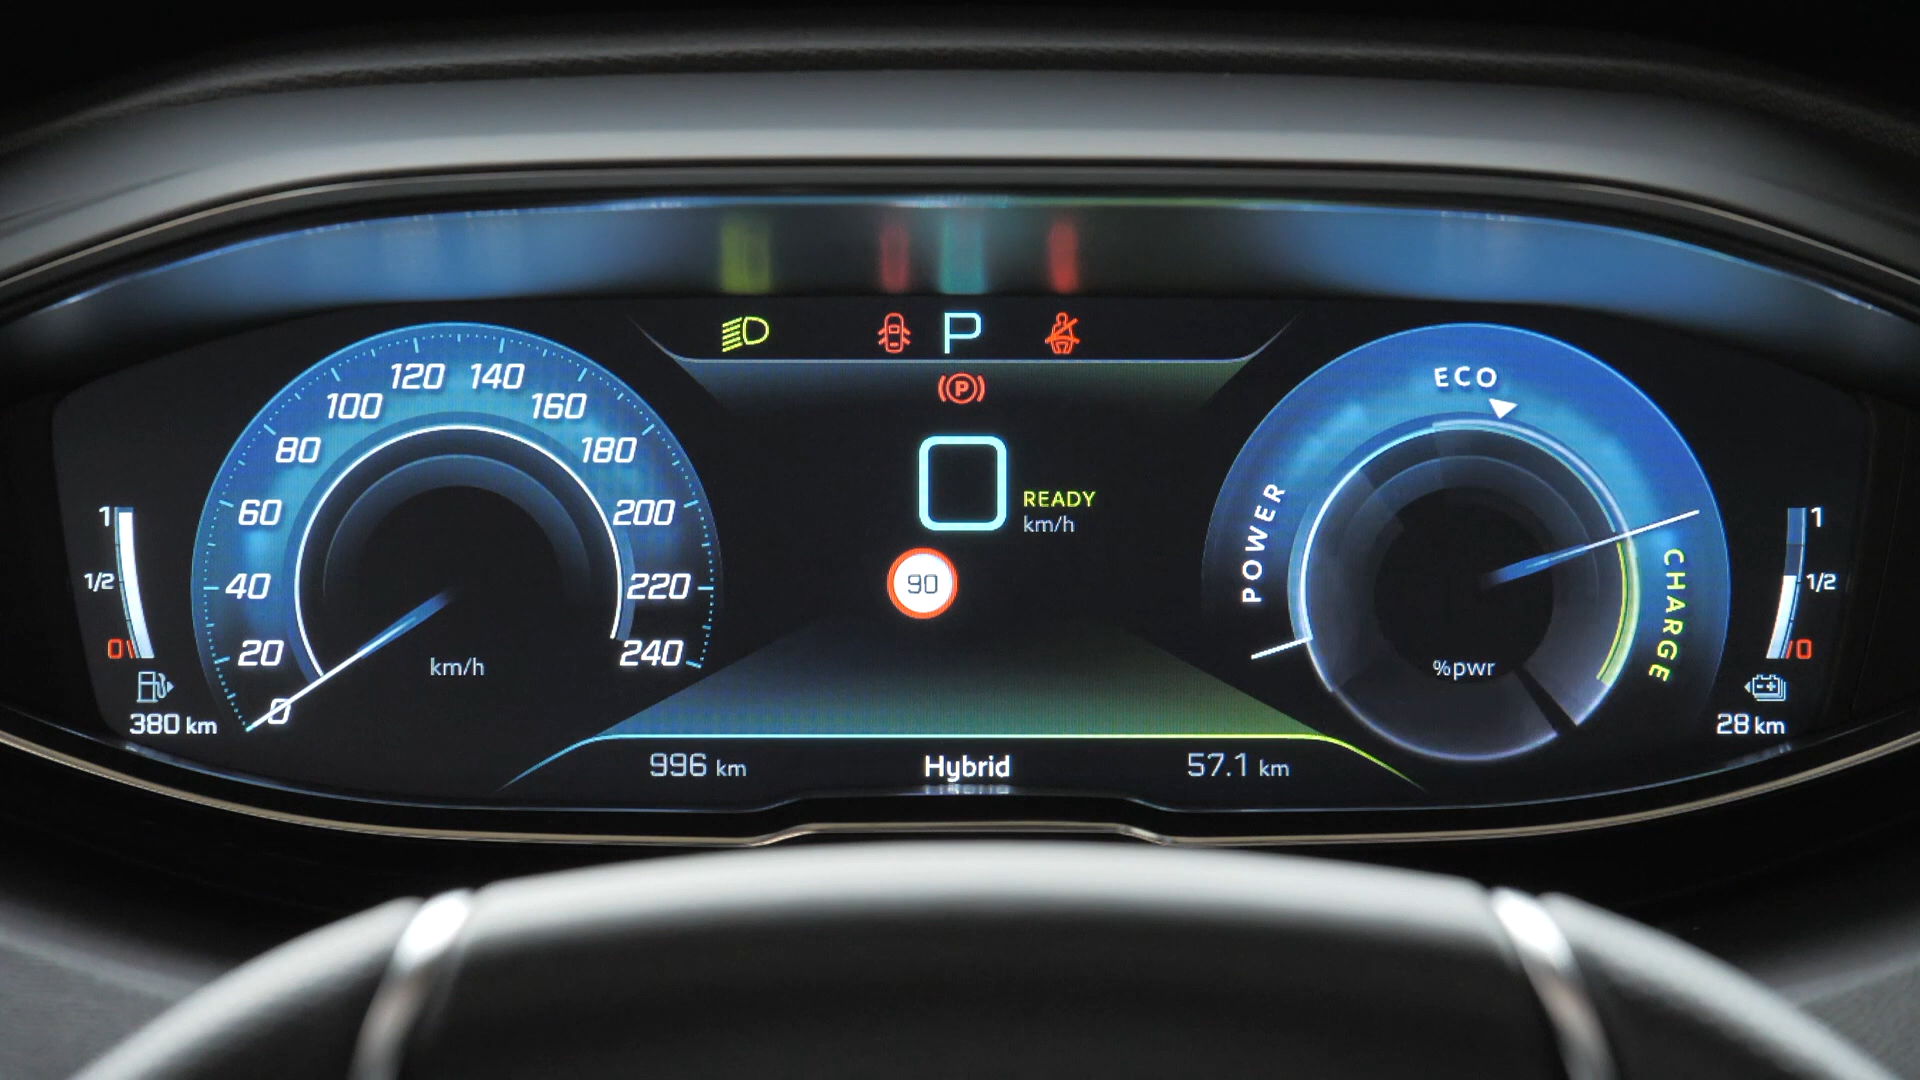 P
P
120 140
100 160
80 180
60 200
40 220
20 240
0
km/h
1
1/2
0
380 km
READY
km/h
90
ECO
POWER
CHARGE
%pwr
1
1/2
0
28 km
996 km
Hybrid
57.1 km